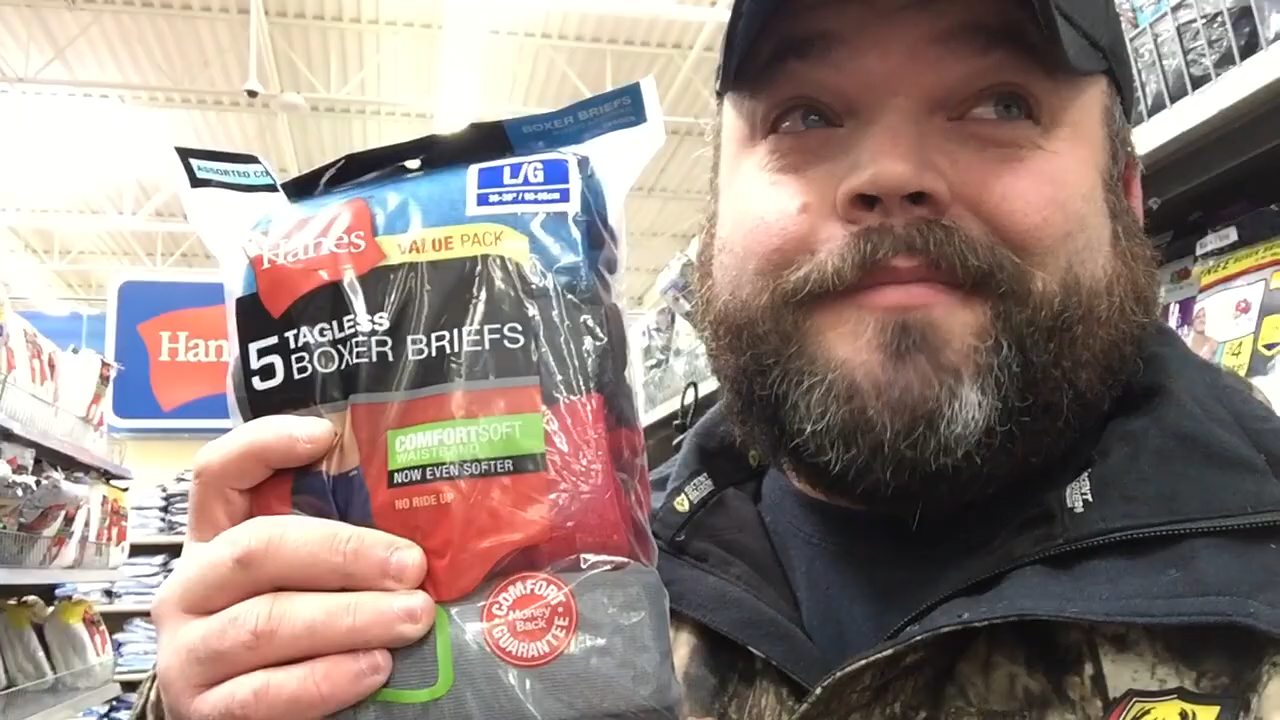 BOXER BRIEFS
ASSORTED CO
L/G
Hanes
VALUE PACK
5 TAGLESS
BOXER BRIEFS
Han
COMFORTSOFT
WAISTBAND
NOW EVEN SOFTER
NO RIDE UP
COMFORT
Money
Back
GUARANTEE
$4